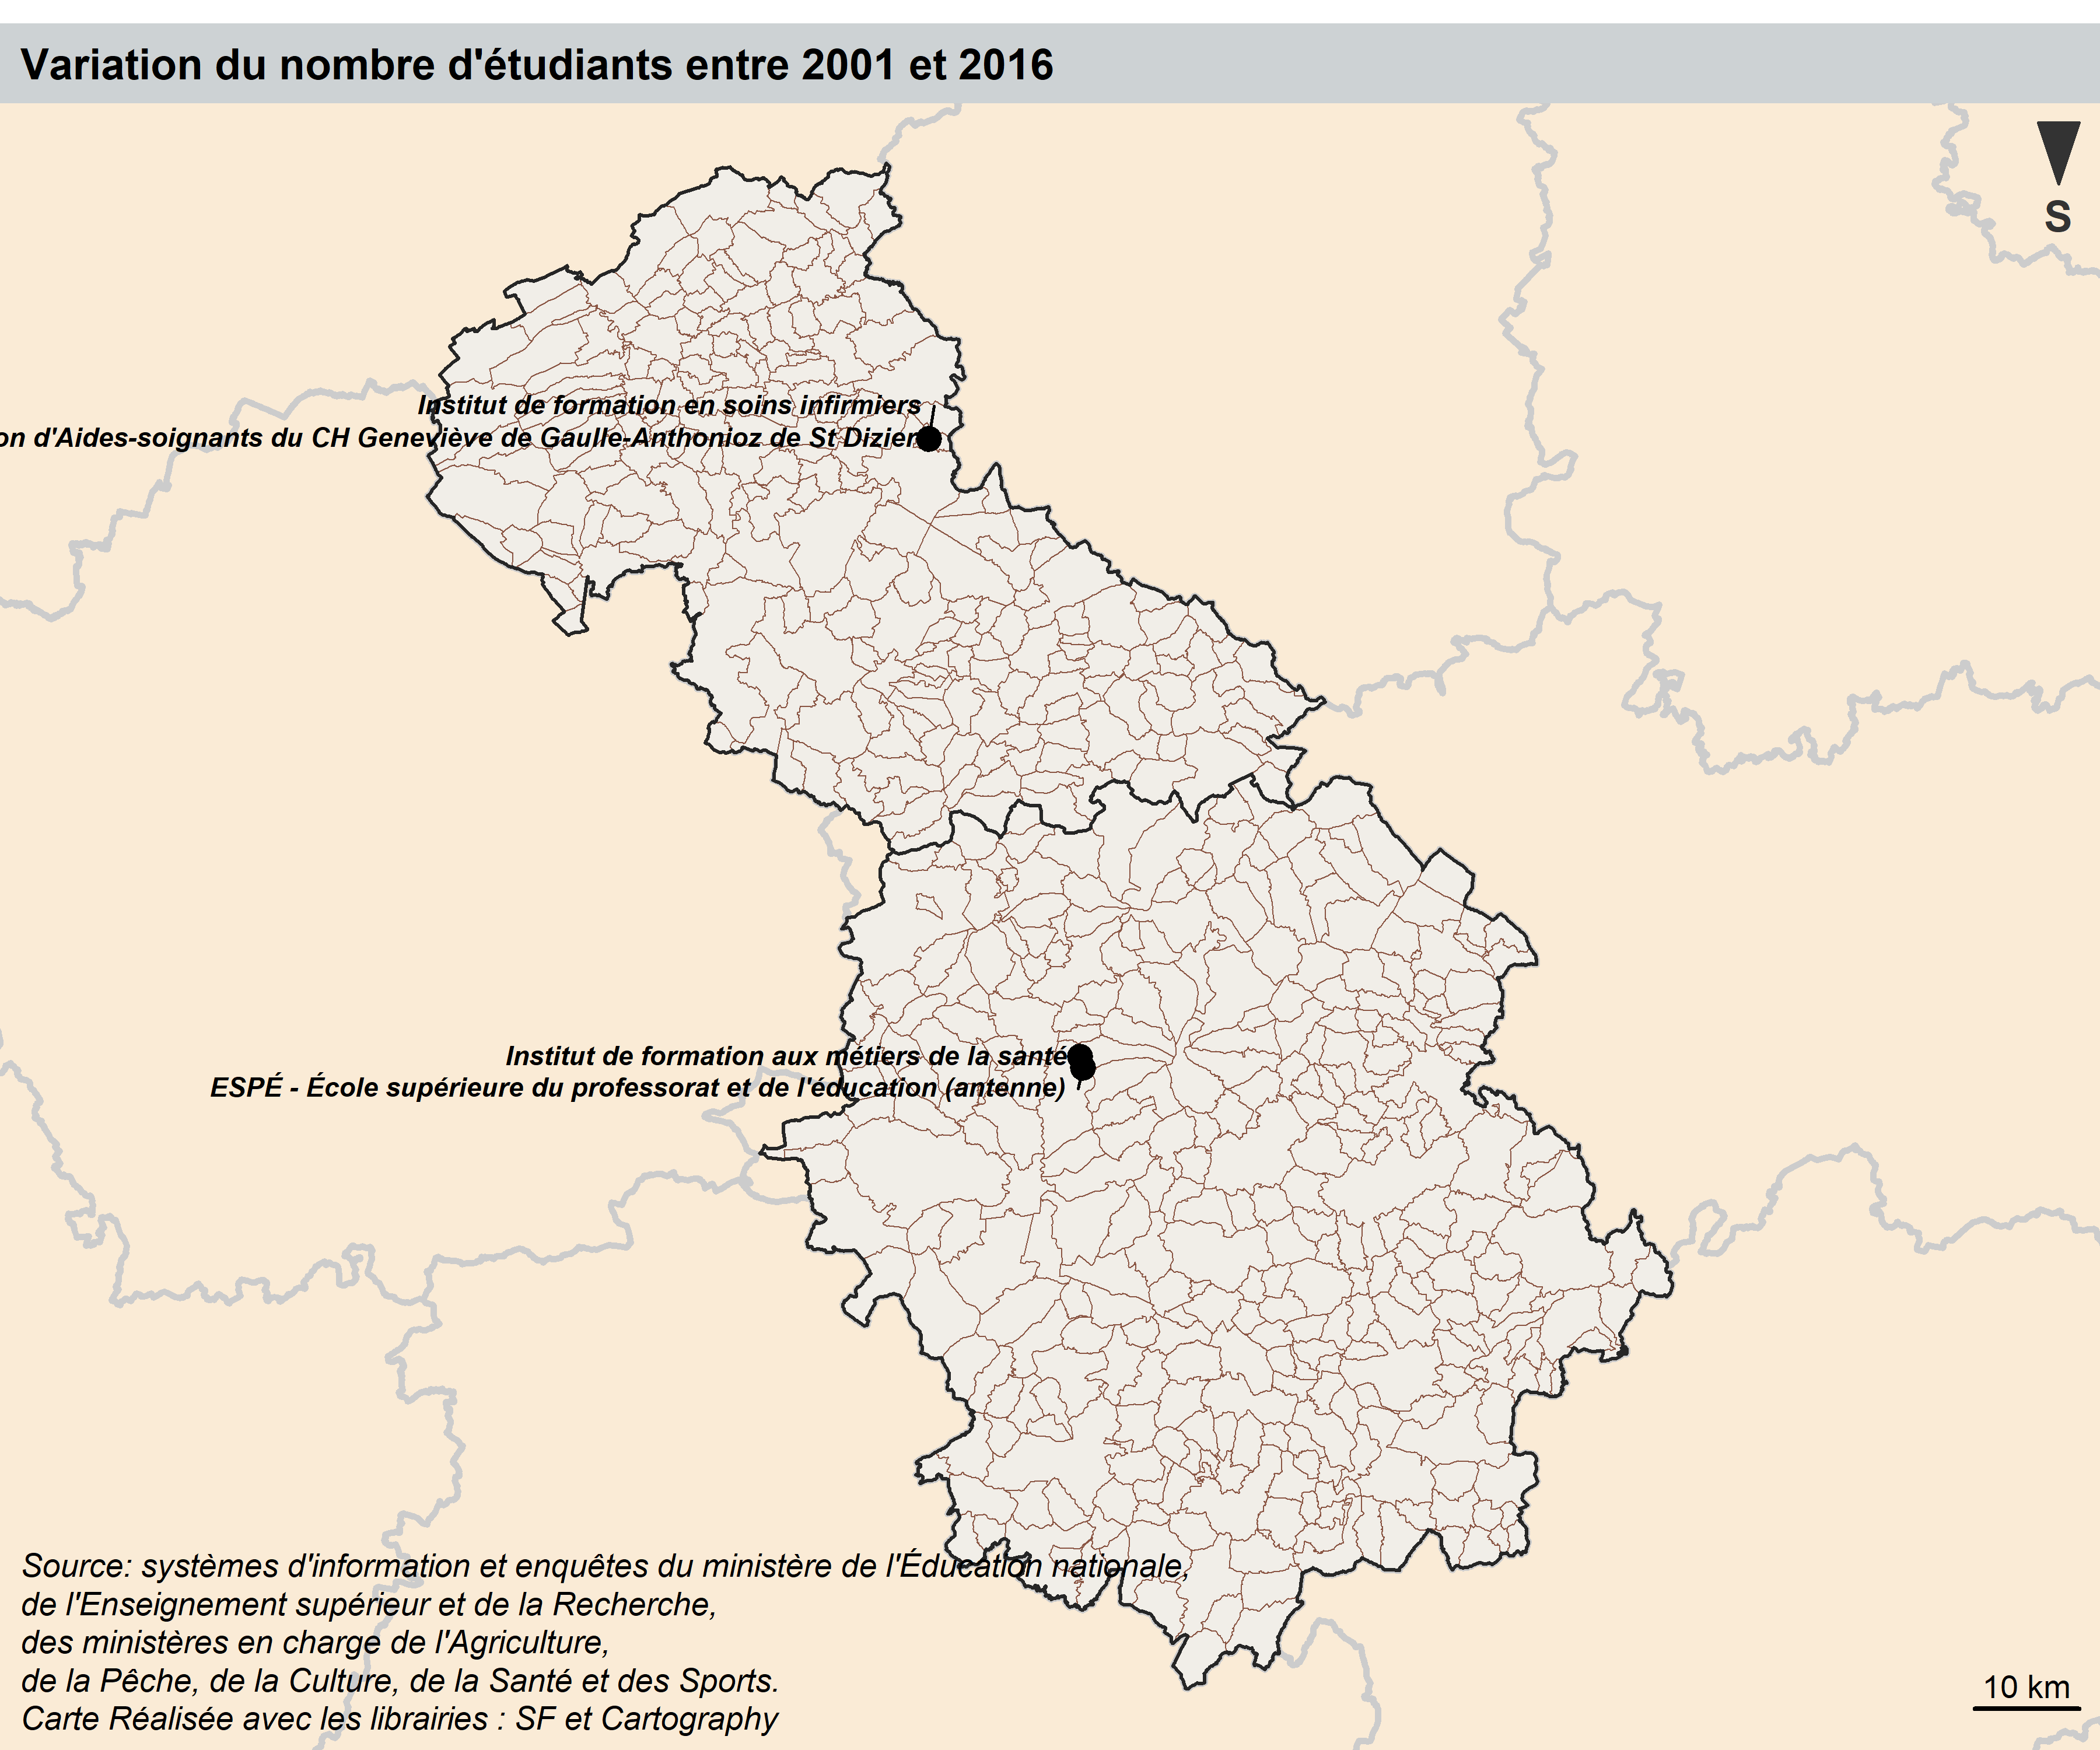 Variation du nombre d'étudiants entre 2001 et 2016
S
Institut de formation en soins infirmiers
d'Aides-soignants du CH Geneviève de Gaulle-Anthonioz de St Dizier
Institut de formation aux métiers de la santé
ESPÉ - École supérieure du professorat et de l'éducation (antenne)
Source: systèmes d'information et enquêtes du ministère de l'Éducation nationale,
de l'Enseignement supérieur et de la Recherche,
des ministères en charge de l'Agriculture,
de la Pêche, de la Culture, de la Santé et des Sports.
Carte Réalisée avec les librairies : SF et Cartography
10 km